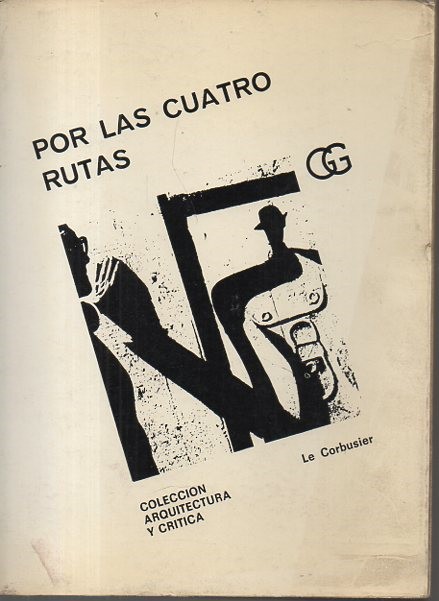 POR LAS CUATRO
RUTAS
GG
Le Corbusier
COLECCION
ARQUITECTURA
Y CRITICA